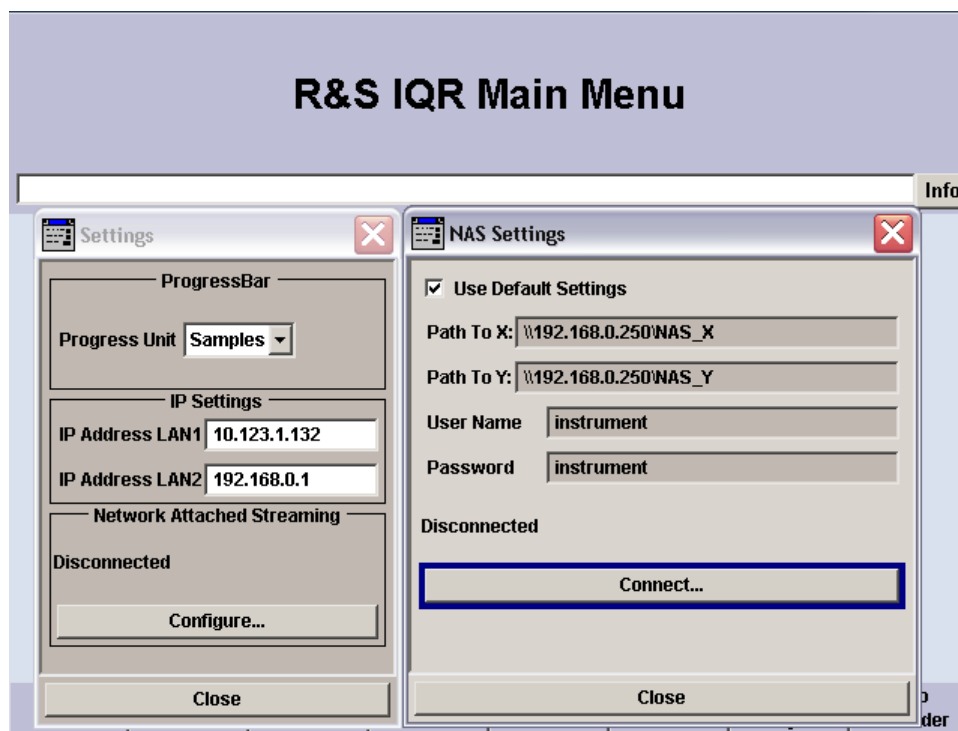 R&S IQR Main Menu
Info
Settings
ProgressBar
Progress Unit Samples
IP Settings
IP Address LAN1 10.123.1.132
IP Address LAN2 192.168.0.1
Network Attached Streaming
Disconnected
Configure...
Close
NAS Settings
Use Default Settings
Path To X: \\192.168.0.250\NAS_X
Path To Y: \\192.168.0.250\NAS_Y
User Name instrument
Password instrument
Disconnected
Connect...
Close
der